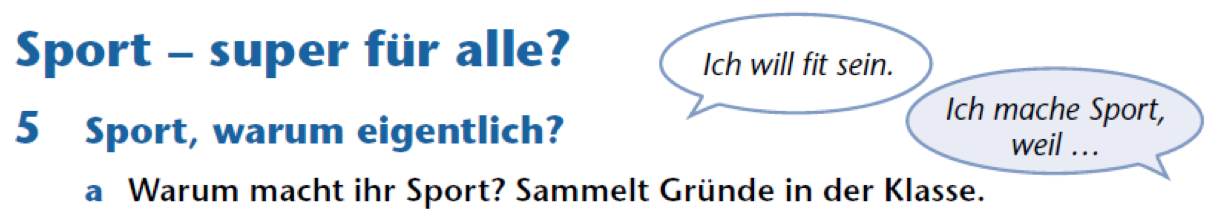 Sport – super für alle?
Ich will fit sein.
Ich mache Sport,
weil ...
5 Sport, warum eigentlich?
a Warum macht ihr Sport? Sammelt Gründe in der Klasse.